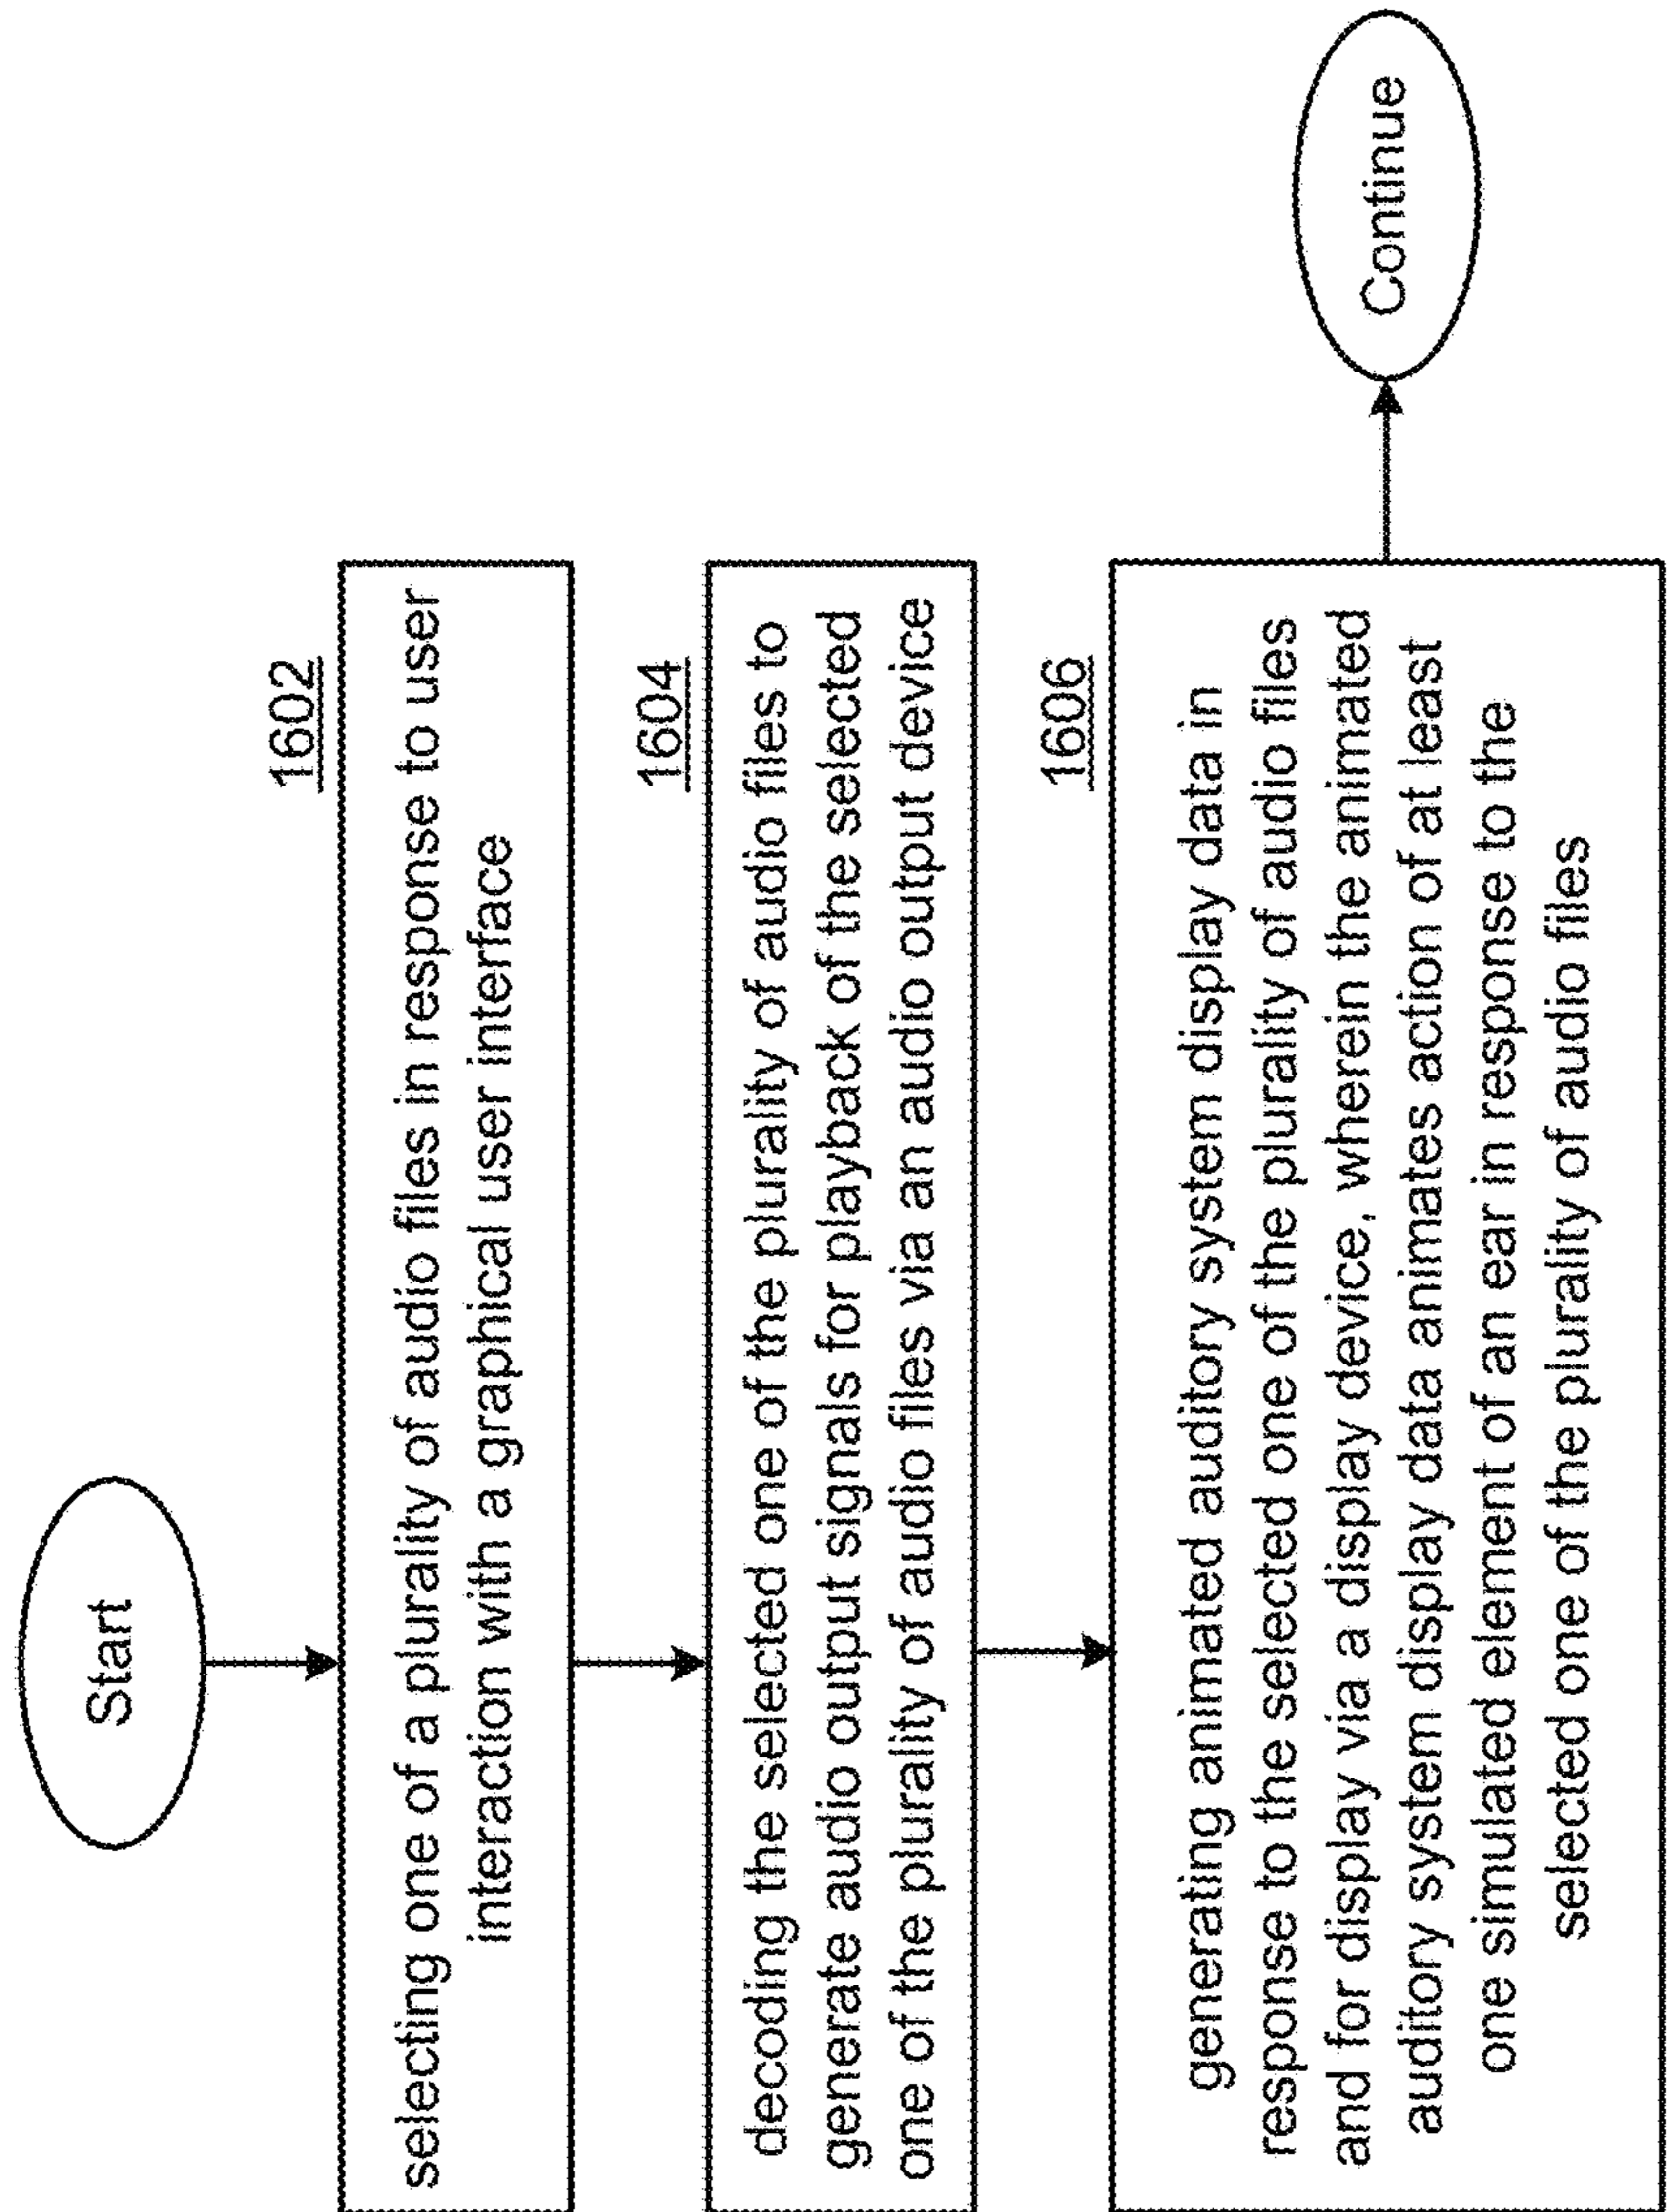 Start
1602
selecting one of a plurality of audio files in response to user
interaction with a graphical user interface
1604
decoding the selected one of the plurality of audio files to
generate audio output signals for playback of the selected
one of the plurality of audio files via an audio output device
1606
generating animated auditory system display data in
response to the selected one of the plurality of audio files
and for display via a display device, wherein the animated
auditory system display data animates action of at least
one simulated element of an ear in response to the
selected one of the plurality of audio files
Continue